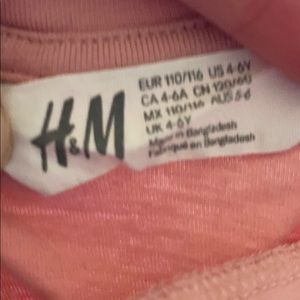 H&M
EUR 110/116 US 4-6Y
CA 4-6A CN 120/60
MX 110/116 AUS 5-6
UK 4-6Y
Made in Bangladesh
Fabriqué en Bangladesh